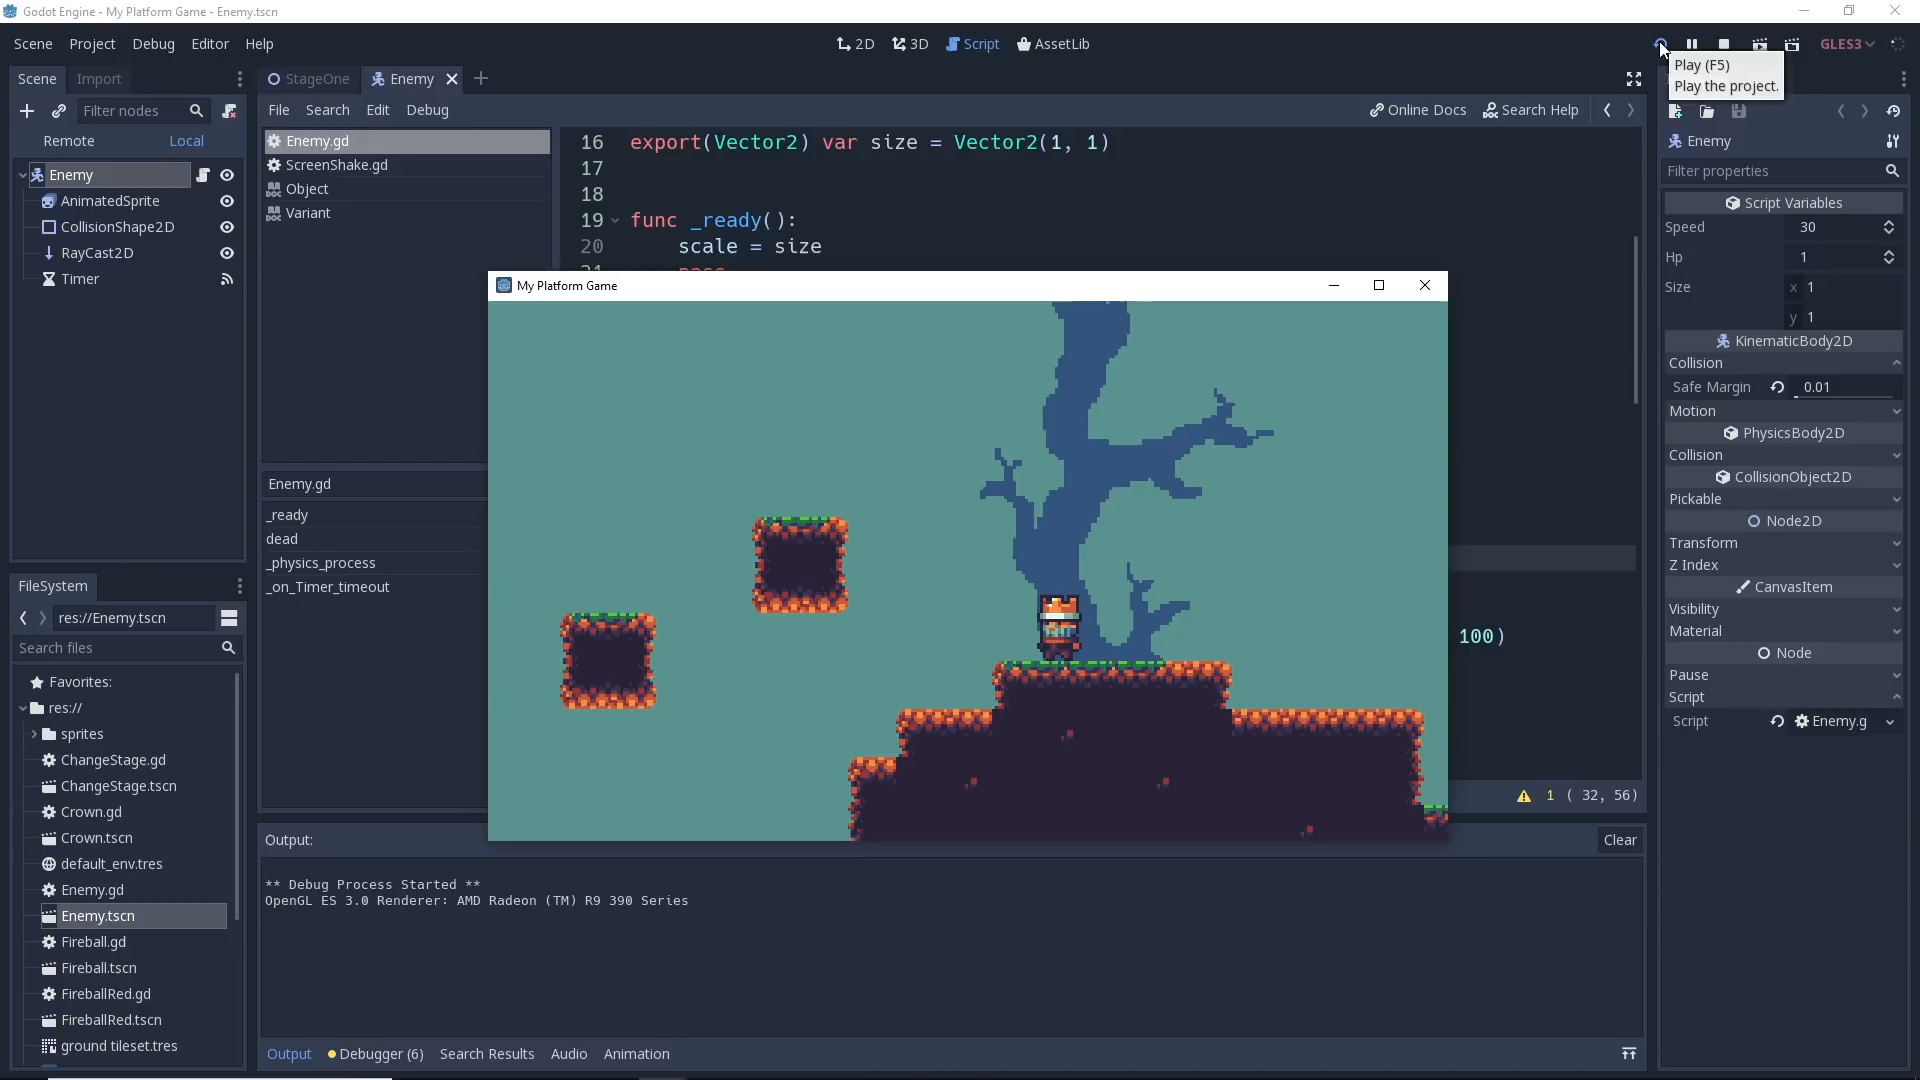 Godot Engine - My Platform Game - Enemy.tscn
Scene Project Debug Editor Help
2D 3D Script AssetLib
GLES3
Play (F5)
Play the project.
Scene Import
StageOne Enemy
Filter nodes
File Search Edit Debug
Online Docs Search Help
Remote Local
Enemy
AnimatedSprite
CollisionShape2D
RayCast2D
Timer
Enemy.gd
ScreenShake.gd
Object
Variant
Enemy.gd
_ready
dead
_physics_process
_on_Timer_timeout
16 export(Vector2) var size = Vector2(1, 1)
17
18
19 func _ready():
20 scale = size
My Platform Game
100)
1 ( 32, 56)
FileSystem
res://Enemy.tscn
Search files
Favorites:
res://
sprites
ChangeStage.gd
ChangeStage.tscn
Crown.gd
Crown.tscn
default_env.tres
Enemy.gd
Enemy.tscn
Fireball.gd
Fireball.tscn
FireballRed.gd
FireballRed.tscn
ground tileset.tres
Output:
Clear
** Debug Process Started **
OpenGL ES 3.0 Renderer: AMD Radeon (TM) R9 390 Series
Output Debugger (6) Search Results Audio Animation
Enemy
Filter properties
Script Variables
Speed 30
Hp 1
Size x 1
y 1
KinematicBody2D
Collision
Safe Margin 0.01
Motion
PhysicsBody2D
Collision
CollisionObject2D
Pickable
Node2D
Transform
Z Index
CanvasItem
Visibility
Material
Node
Pause
Script
Script Enemy.g